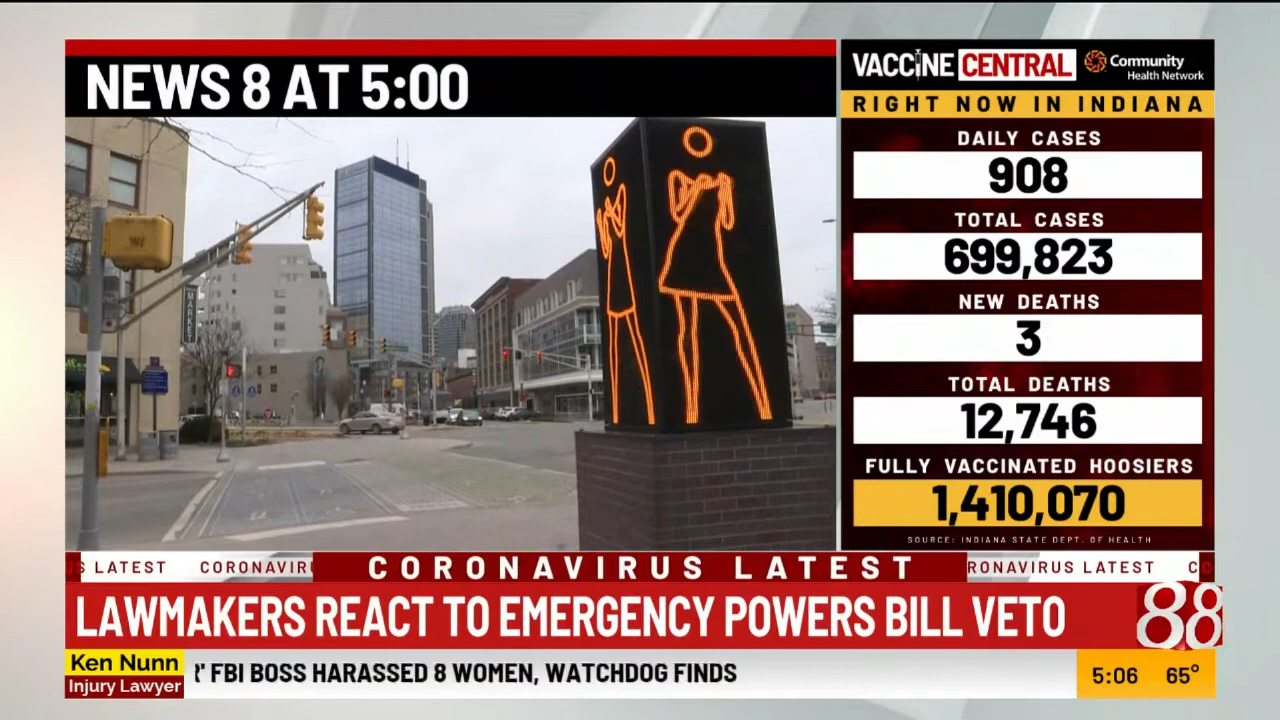 NEWS 8 AT 5:00
VACCINE CENTRAL
Community
Health Network
RIGHT NOW IN INDIANA
DAILY CASES
908
TOTAL CASES
699,823
NEW DEATHS
3
TOTAL DEATHS
12,746
FULLY VACCINATED HOOSIERS
1,410,070
SOURCE: INDIANA STATE DEPT. OF HEALTH
MARKET
S LATEST CORONAVIRU
CORONAVIRUS LATEST
RONAVIRUS LATEST CO
LAWMAKERS REACT TO EMERGENCY POWERS BILL VETO
88
Ken Nunn
Injury Lawyer
R' FBI BOSS HARASSED 8 WOMEN, WATCHDOG FINDS
5:06 65°